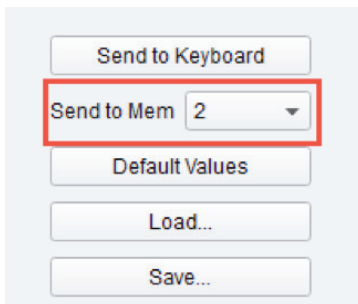 Send to Keyboard
Send to Mem 2
Default Values
Load...
Save...